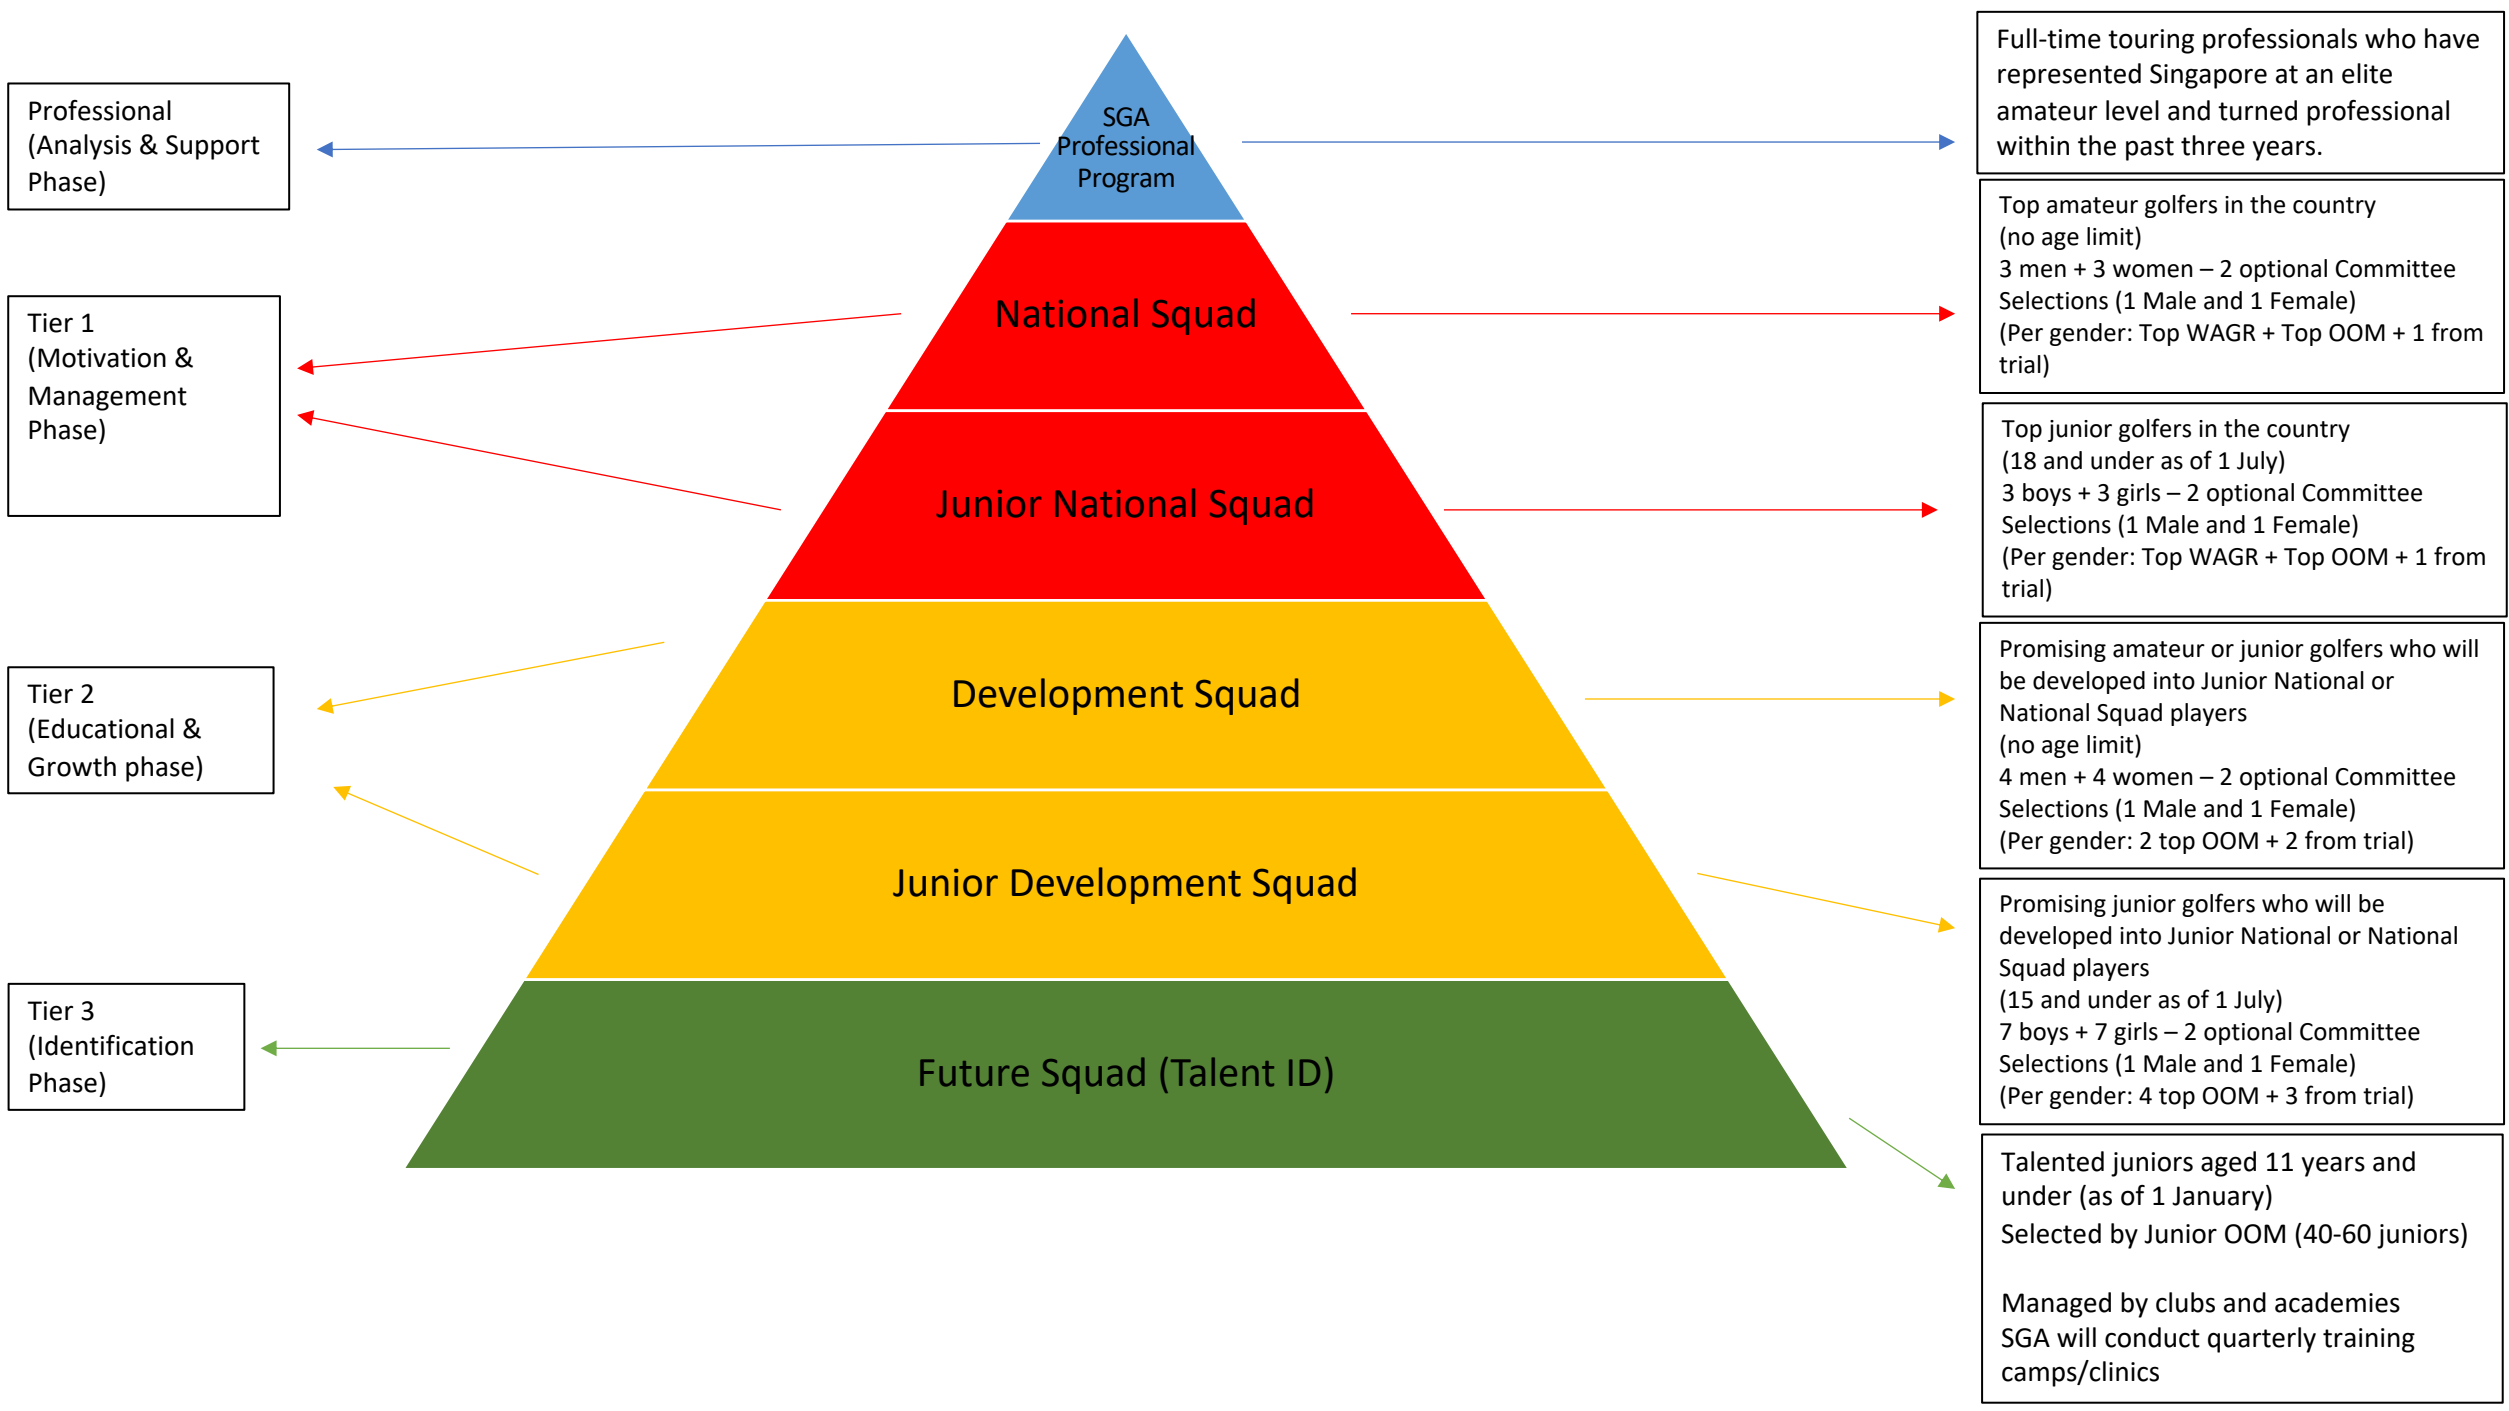 Professional
(Analysis & Support
Phase)
Tier 1
(Motivation &
Management
Phase)
Tier 2
(Educational &
Growth phase)
Tier 3
(Identification
Phase)
SGA
Professional
Program
National Squad
Junior National Squad
Development Squad
Junior Development Squad
Future Squad (Talent ID)
Full-time touring professionals who have
represented Singapore at an elite
amateur level and turned professional
within the past three years.
Top amateur golfers in the country
(no age limit)
3 men + 3 women – 2 optional Committee
Selections (1 Male and 1 Female)
(Per gender: Top WAGR + Top OOM + 1 from
trial)
Top junior golfers in the country
(18 and under as of 1 July)
3 boys + 3 girls – 2 optional Committee
Selections (1 Male and 1 Female)
(Per gender: Top WAGR + Top OOM + 1 from
trial)
Promising amateur or junior golfers who will
be developed into Junior National or
National Squad players
(no age limit)
4 men + 4 women – 2 optional Committee
Selections (1 Male and 1 Female)
(Per gender: 2 top OOM + 2 from trial)
Promising junior golfers who will be
developed into Junior National or National
Squad players
(15 and under as of 1 July)
7 boys + 7 girls – 2 optional Committee
Selections (1 Male and 1 Female)
(Per gender: 4 top OOM + 3 from trial)
Talented juniors aged 11 years and
under (as of 1 January)
Selected by Junior OOM (40-60 juniors)
Managed by clubs and academies
SGA will conduct quarterly training
camps/clinics